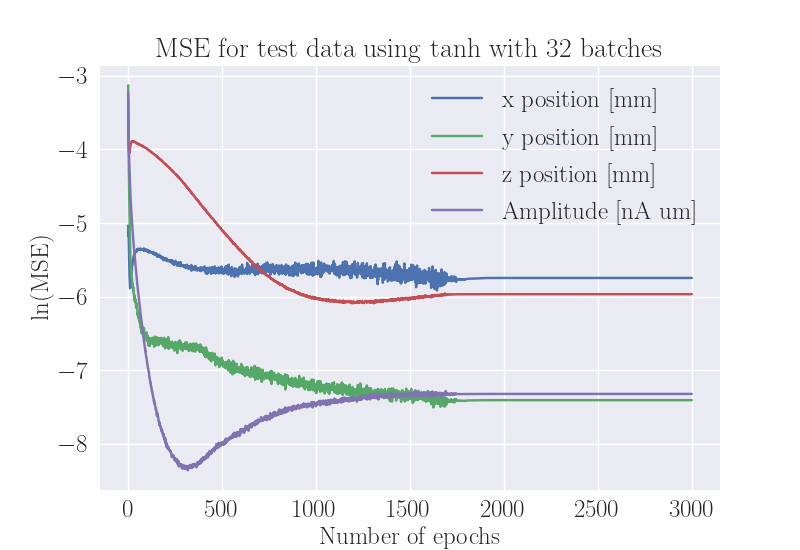 MSE for test data using tanh with 32 batches
x position [mm]
y position [mm]
z position [mm]
Amplitude [nA um]
ln(MSE)
−3
−4
−5
−6
−7
−8
0 500 1000 1500 2000 2500 3000
Number of epochs